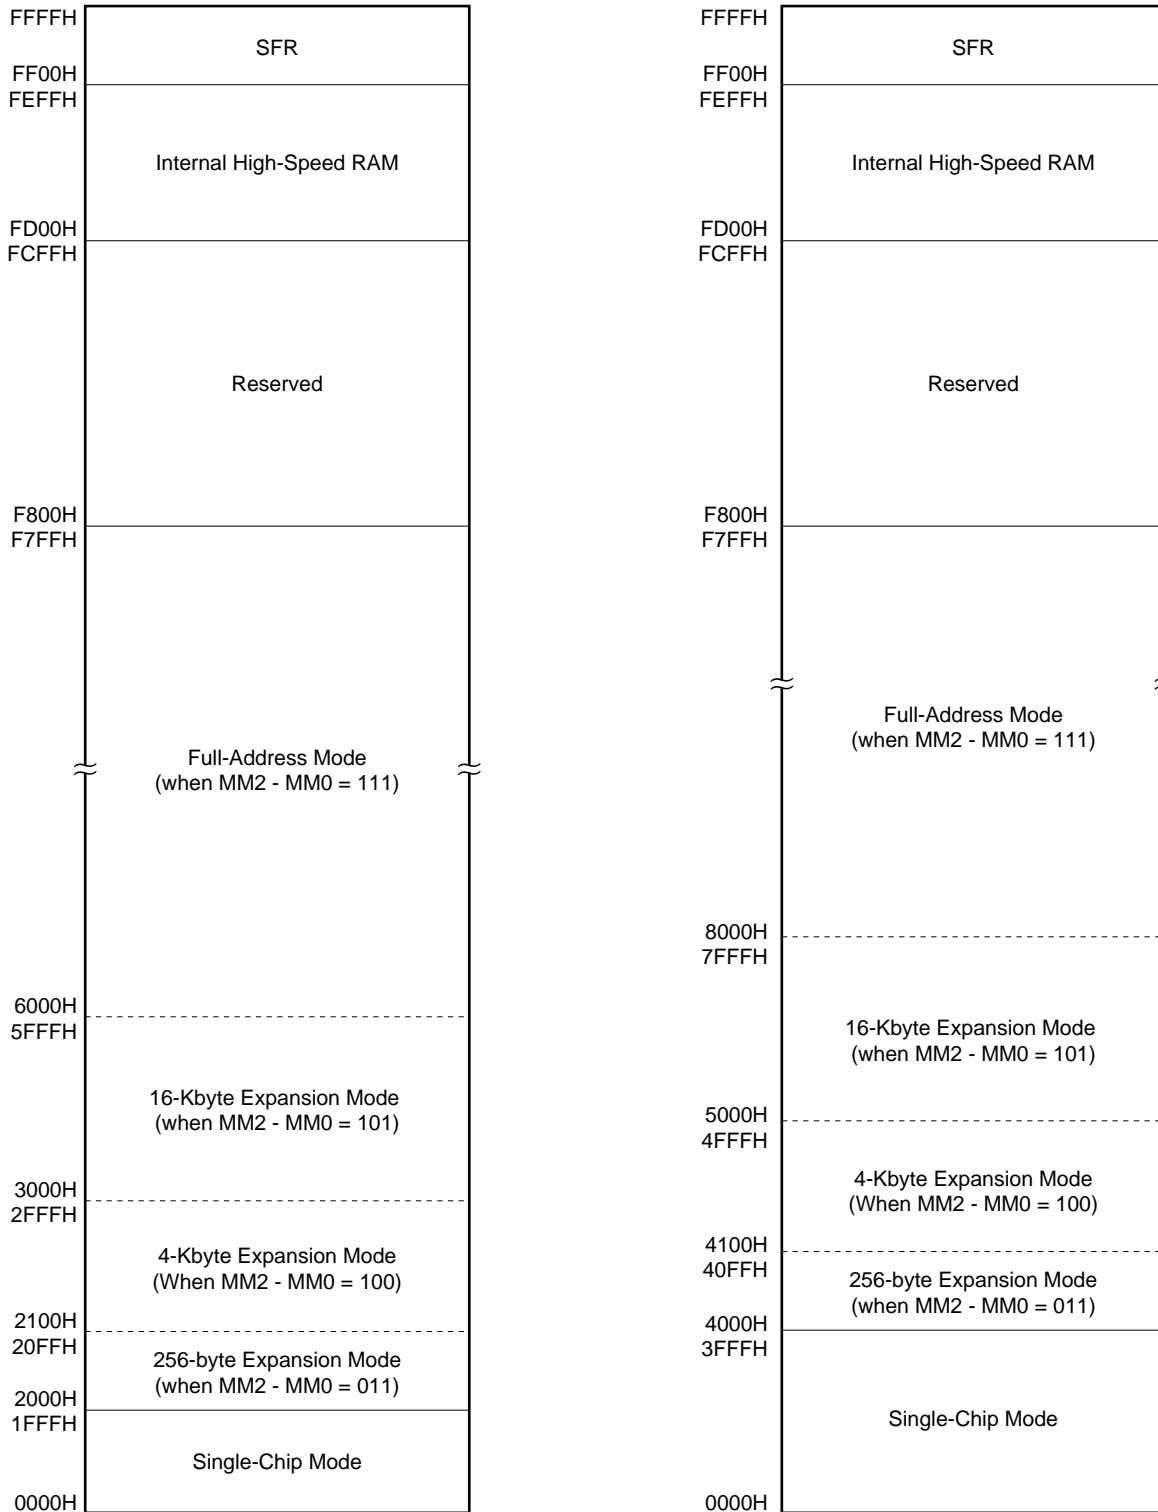 FFFFH
SFR
FF00H
FEFFH
Internal High-Speed RAM
FD00H
FCFFH
Reserved
F800H
F7FFH
Full-Address Mode
(when MM2 - MM0 = 111)
6000H
5FFFH
16-Kbyte Expansion Mode
(when MM2 - MM0 = 101)
3000H
2FFFH
4-Kbyte Expansion Mode
(When MM2 - MM0 = 100)
2100H
20FFH
256-byte Expansion Mode
(when MM2 - MM0 = 011)
2000H
1FFFH
Single-Chip Mode
0000H
FFFFH
SFR
FF00H
FEFFH
Internal High-Speed RAM
FD00H
FCFFH
Reserved
F800H
F7FFH
Full-Address Mode
(when MM2 - MM0 = 111)
8000H
7FFFH
16-Kbyte Expansion Mode
(when MM2 - MM0 = 101)
5000H
4FFFH
4-Kbyte Expansion Mode
(When MM2 - MM0 = 100)
4100H
40FFH
256-byte Expansion Mode
(when MM2 - MM0 = 011)
4000H
3FFFH
Single-Chip Mode
0000H